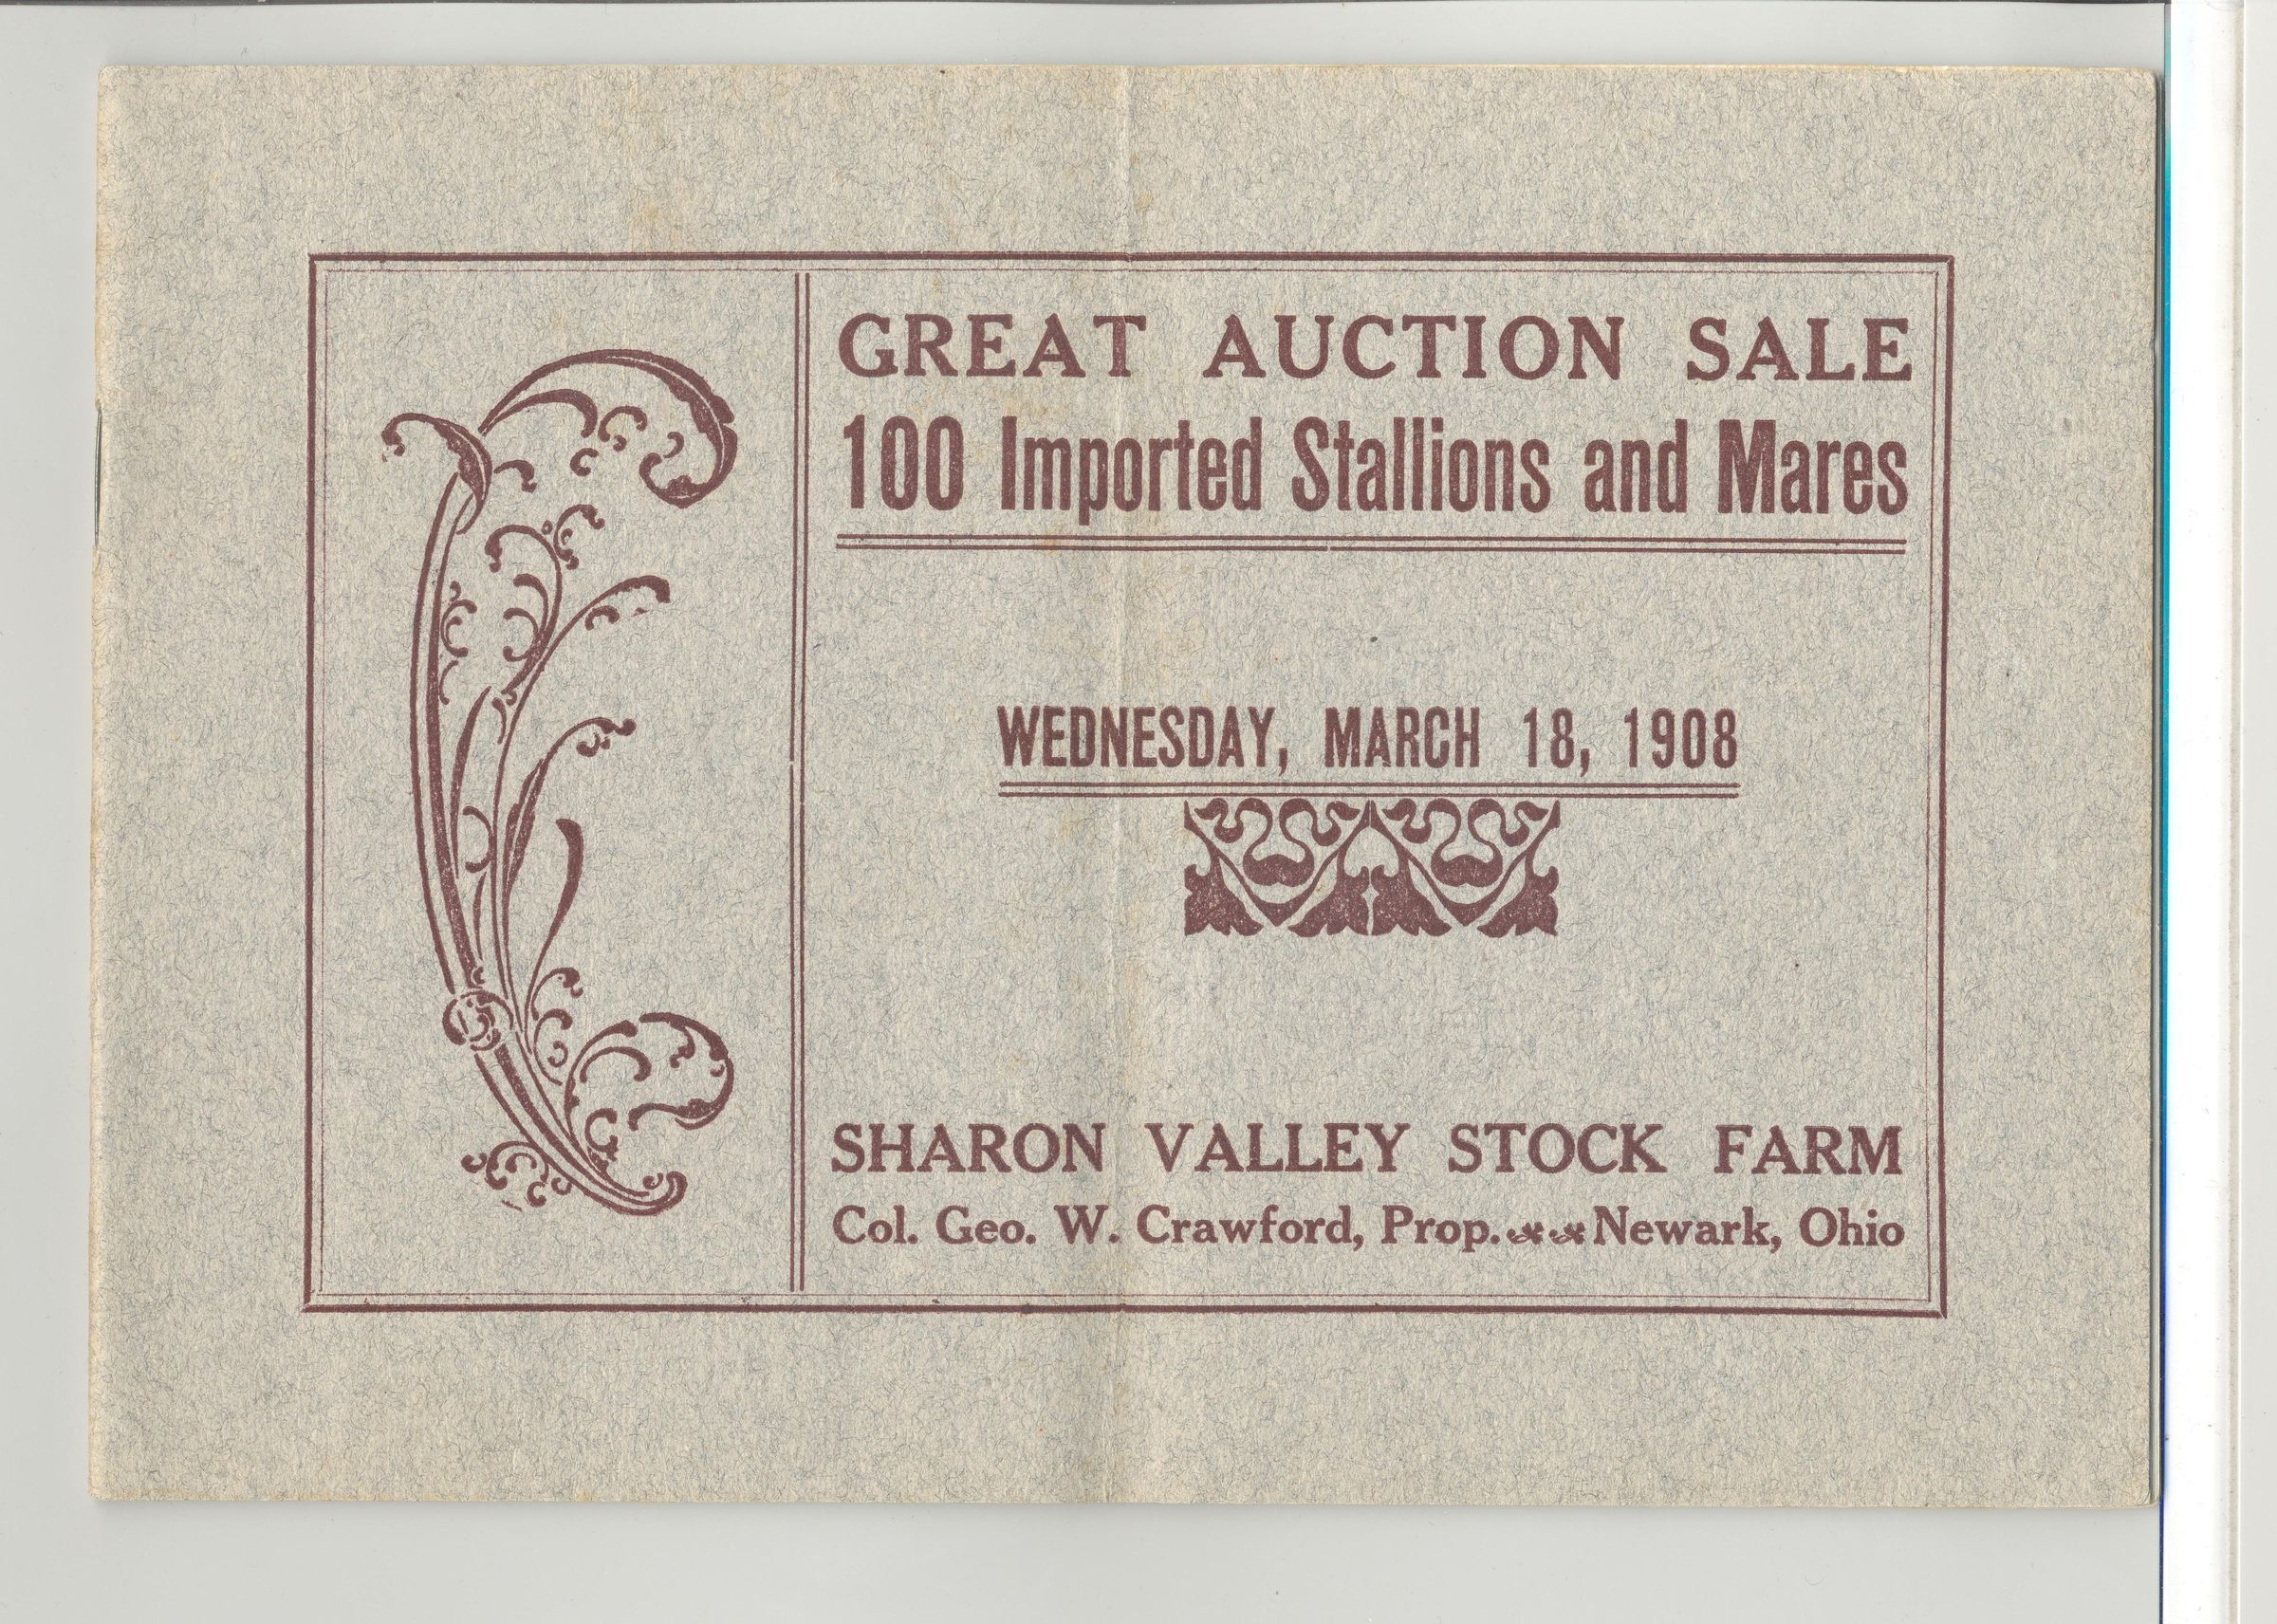 GREAT AUCTION SALE
100 Imported Stallions and Mares
WEDNESDAY, MARCH 18, 1908
SHARON VALLEY STOCK FARM
Col. Geo. W. Crawford, Prop. Newark, Ohio